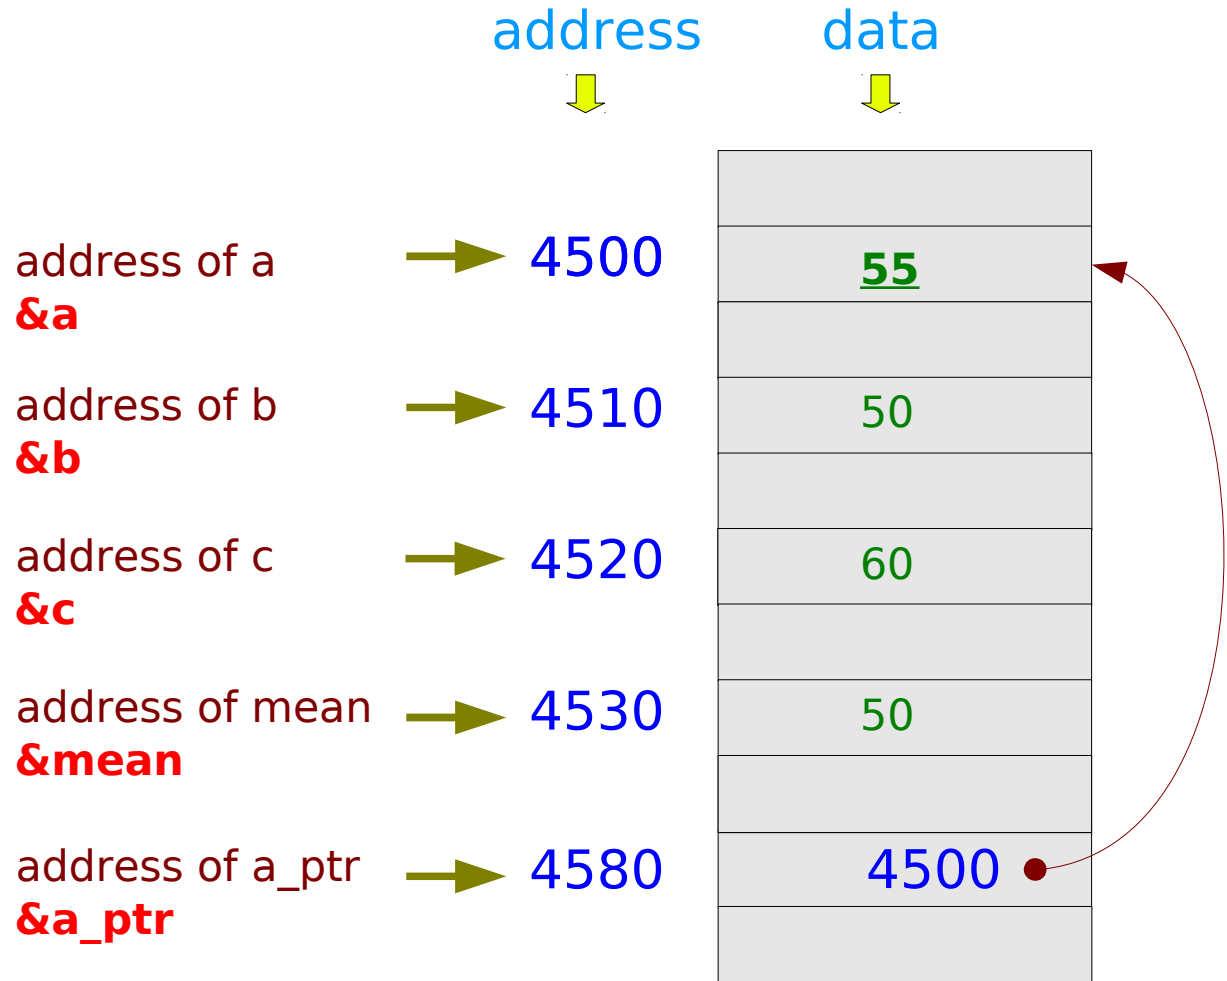 address data
address of a 4500 55
&a
address of b 4510 50
&b
address of c 4520 60
&c
address of mean 4530 50
&mean
address of a_ptr 4580 4500
&a_ptr